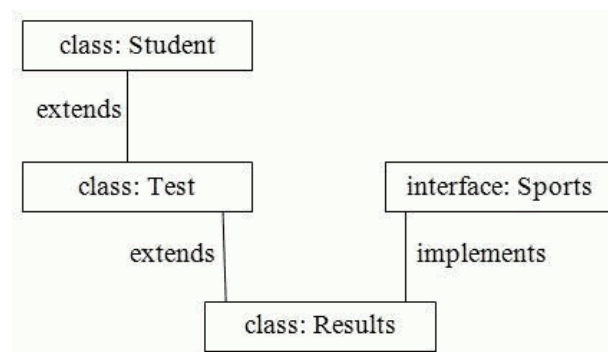 class: Student
extends
class: Test
interface: Sports
extends
implements
class: Results